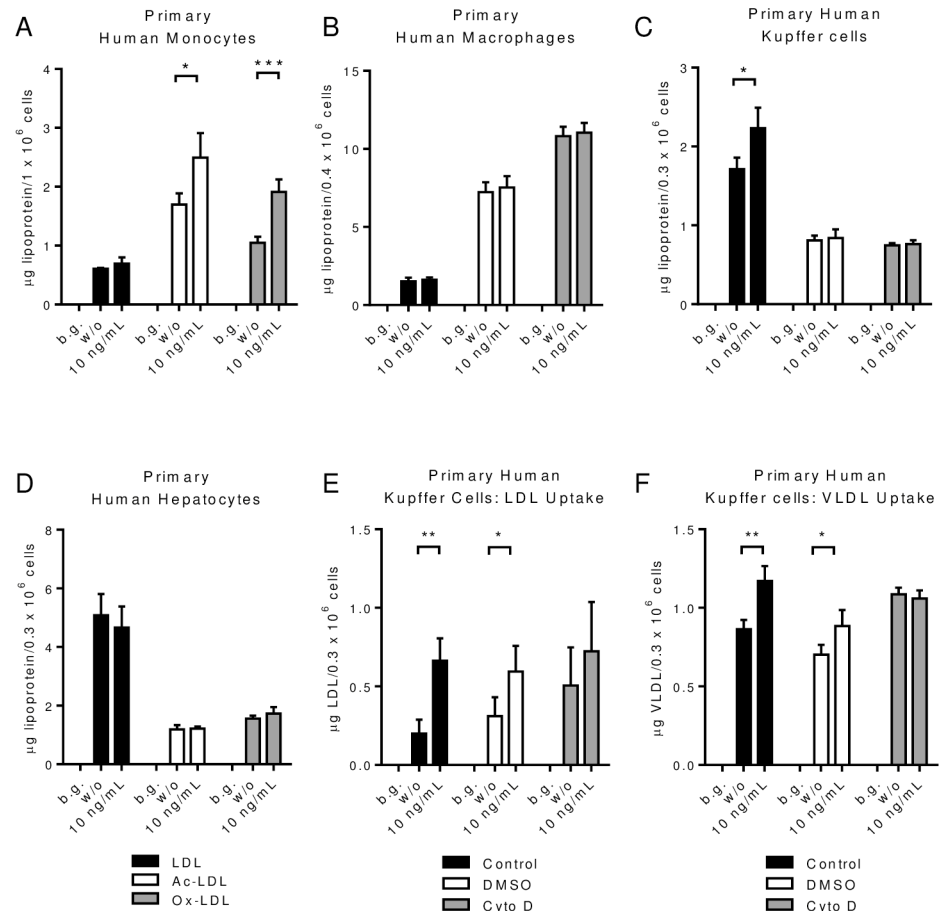 A
Primary
Human Monocytes
µg lipoprotein/1 x 10^6 cells
5
4
3
2
1
0
*
***
b.g.
w/o
10 ng/mL
b.g.
w/o
10 ng/mL
b.g.
w/o
10 ng/mL
B
Primary
Human Macrophages
µg lipoprotein/0.4 x 10^6 cells
15
10
5
0
b.g.
w/o
10 ng/mL
b.g.
w/o
10 ng/mL
b.g.
w/o
10 ng/mL
C
Primary Human
Kupffer cells
µg lipoprotein/0.3 x 10^6 cells
3
2
1
0
*
b.g.
w/o
10 ng/mL
b.g.
w/o
10 ng/mL
b.g.
w/o
10 ng/mL
D
Primary
Human Hepatocytes
µg lipoprotein/0.3 x 10^6 cells
8
6
4
2
0
b.g.
w/o
10 ng/mL
b.g.
w/o
10 ng/mL
b.g.
w/o
10 ng/mL
LDL
Ac-LDL
Ox-LDL
E
Primary Human
Kupffer Cells: LDL Uptake
µg LDL/0.3 x 10^6 cells
1.5
1.0
0.5
0.0
**
*
b.g.
w/o
10 ng/mL
b.g.
w/o
10 ng/mL
b.g.
w/o
10 ng/mL
Control
DMSO
Cyto D
F
Primary Human
Kupffer cells: VLDL Uptake
µg VLDL/0.3 x 10^6 cells
1.5
1.0
0.5
0.0
**
*
b.g.
w/o
10 ng/mL
b.g.
w/o
10 ng/mL
b.g.
w/o
10 ng/mL
Control
DMSO
Cyto D